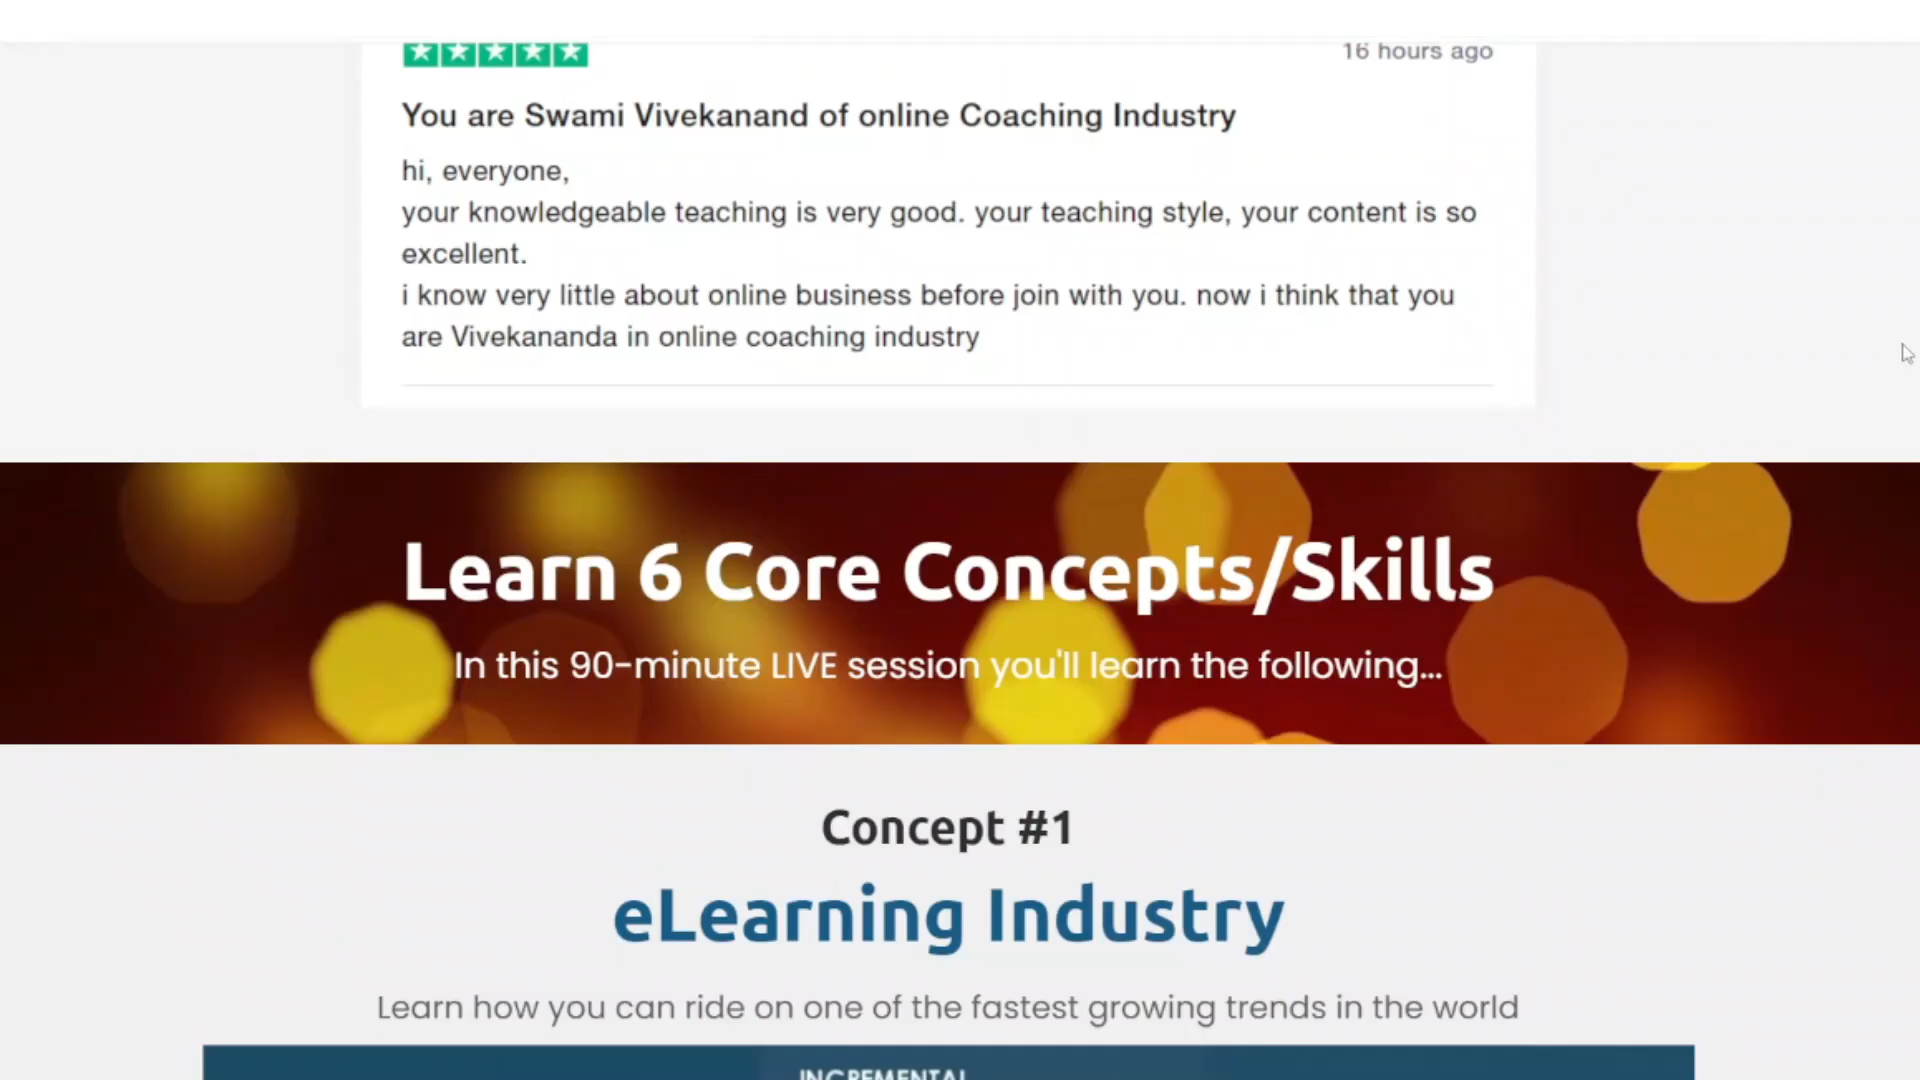 16 hours ago
You are Swami Vivekanand of online Coaching Industry
hi, everyone,
your knowledgeable teaching is very good. your teaching style, your content is so
excellent.
i know very little about online business before join with you. now i think that you
are Vivekananda in online coaching industry
Learn 6 Core Concepts/Skills
In this 90-minute LIVE session you'll learn the following...
Concept #1
eLearning Industry
Learn how you can ride on one of the fastest growing trends in the world
INCREMENTAL